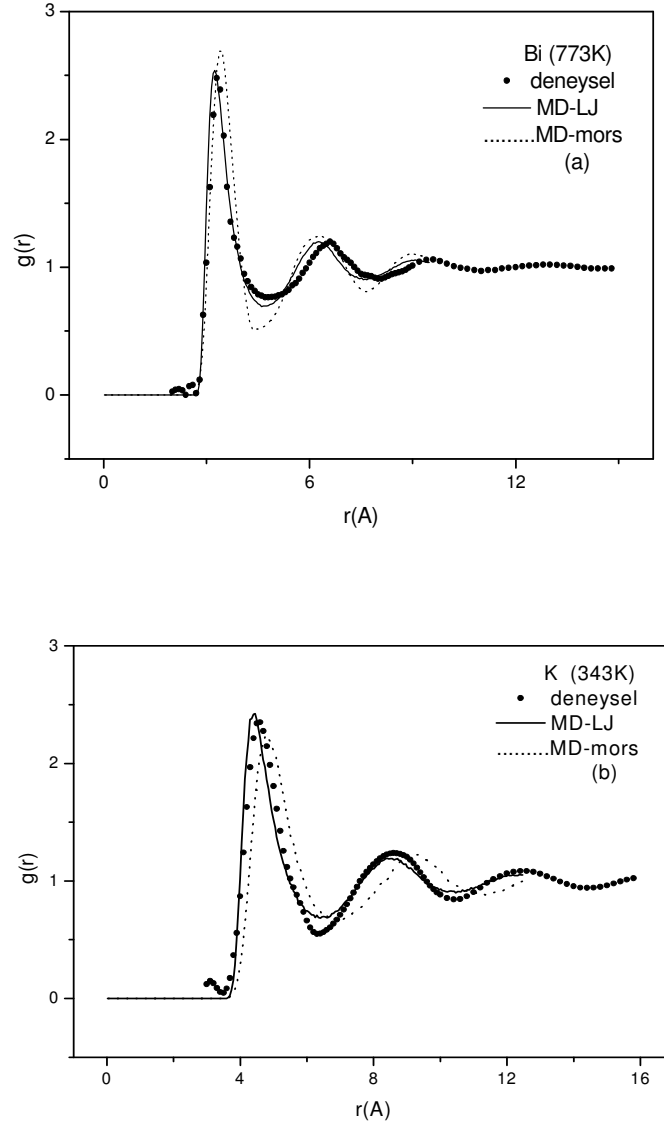 3
Bi (773K)
deneysel
MD-LJ
MD-mors
(a)
2
g(r)
1
0
0
6
12
r(A)
3
K (343K)
deneysel
MD-LJ
MD-mors
(b)
2
g(r)
1
0
0
4
8
12
16
r(A)